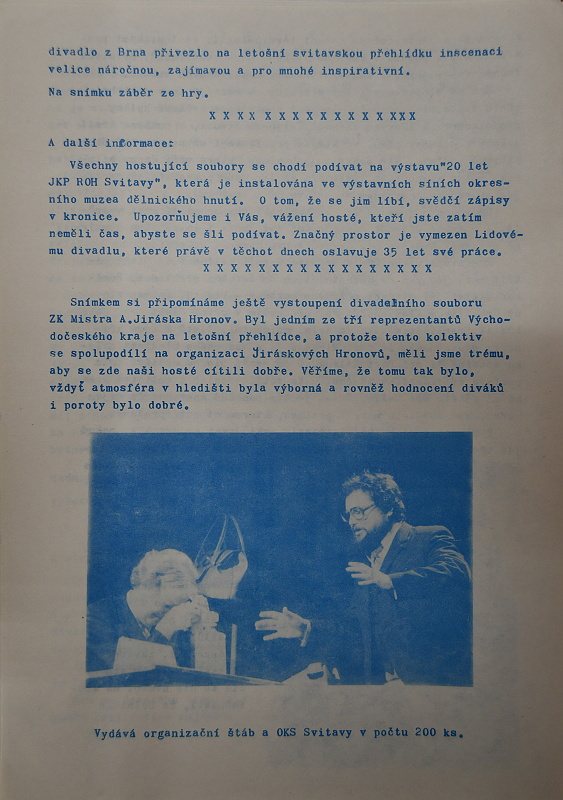 divadlo z Brna přivezlo na letošní svitavskou přehlídku inscenaci
velice náročnou, zajímavou a pro mnohé inspirativní.
Na snímku záběr ze hry.
X X XX X X X X X X X X X XXX
A další informace:
Všechny hostující soubory se chodí podívat na výstavu"20 let
JKP ROH Svitavy", která je instalována ve výstavních síních okres-
ního muzea dělnického hnutí. O tom, že se jim líbí, svědčí zápisy
v kronice. Upozorňujeme i Vás, vážení hosté, kteří jste zatím
neměli čas, abyste se šli podívat. Značný prostor je vymezen Lidové-
mu divadlu, které právě v těchot dnech oslavuje 35 let své práce.
X X X X X X X X X X X X X X X X X
Snímkem si připomínáme ještě vystoupení divadelního souboru
ZK Mistra A.Jiráska Hronov. Byl jedním ze tří reprezentantů Výcho-
dočeského kraje na letošní přehlídce, a protože tento kolektiv
se spolupodílí na organizaci Jiráskových Hronovů, měli jsme trému,
aby se zde naši hosté cítili dobře. Věříme, že tomu tak bylo,
vždyť atmosféra v hledišti byla výborná a rovněž hodnocení diváků
i poroty bylo dobré.
Vydává organizační štáb a OKS Svitavy v počtu 200 ks.